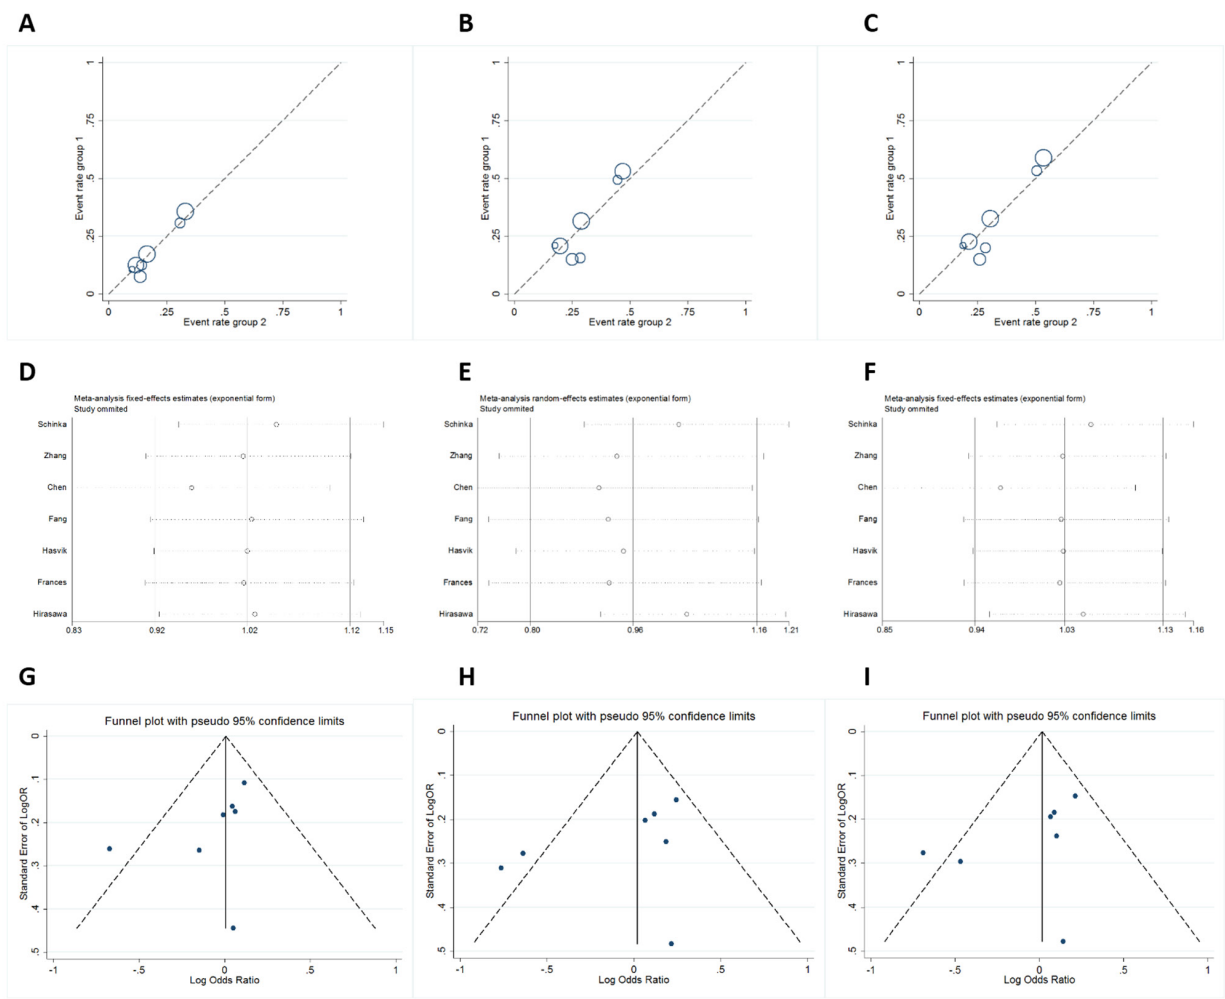 A
B
C
1
.75
.5
.25
0
Event rate group 1
0
.25
.5
.75
1
Event rate group 2
1
.75
.5
.25
0
Event rate group 1
0
.25
.5
.75
1
Event rate group 2
1
.75
.5
.25
0
Event rate group 1
0
.25
.5
.75
1
Event rate group 2
D
E
F
Meta-analysis fixed-effects estimates (exponential form)
Study ommited
Schinka
Zhang
Chen
Fang
Hasvik
Frances
Hirasawa
0.83 0.92 1.02 1.12 1.15
Meta-analysis random-effects estimates (exponential form)
Study ommited
Schinka
Zhang
Chen
Fang
Hasvik
Frances
Hirasawa
0.72 0.80 0.96 1.16 1.21
Meta-analysis fixed-effects estimates (exponential form)
Study ommited
Schinka
Zhang
Chen
Fang
Hasvik
Frances
Hirasawa
0.85 0.94 1.03 1.13 1.16
G
H
I
Funnel plot with pseudo 95% confidence limits
0
.1
.2
.3
.4
.5
Standard Error of LogOR
-1 -.5 0 .5 1
Log Odds Ratio
Funnel plot with pseudo 95% confidence limits
0
.1
.2
.3
.4
.5
Standard Error of LogOR
-1 -.5 0 .5 1
Log Odds Ratio
Funnel plot with pseudo 95% confidence limits
0
.1
.2
.3
.4
.5
Standard Error of LogOR
-1 -.5 0 .5 1
Log Odds Ratio